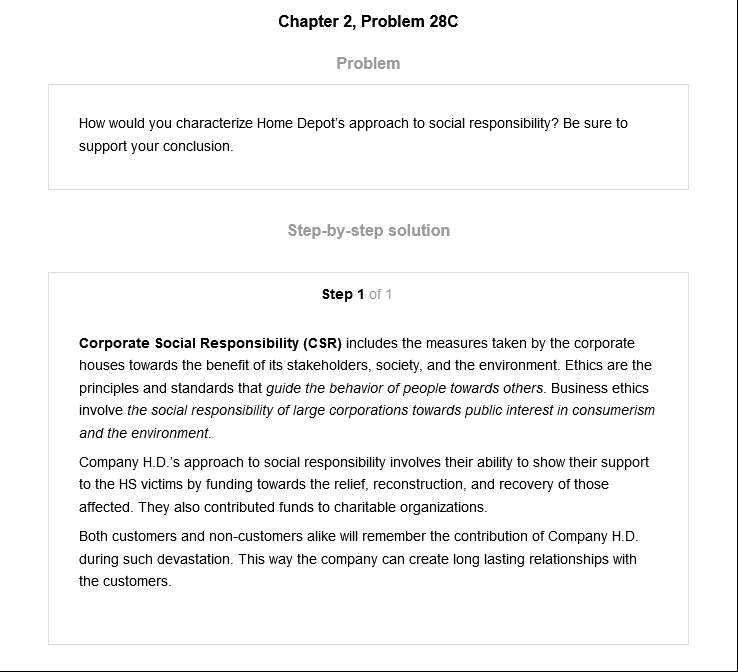 Chapter 2, Problem 28C
Problem
How would you characterize Home Depot's approach to social responsibility? Be sure to
support your conclusion.
Step-by-step solution
Step 1 of 1
Corporate Social Responsibility (CSR) includes the measures taken by the corporate
houses towards the benefit of its stakeholders, society, and the environment. Ethics are the
principles and standards that guide the behavior of people towards others. Business ethics
involve the social responsibility of large corporations towards public interest in consumerism
and the environment.
Company H.D.'s approach to social responsibility involves their ability to show their support
to the HS victims by funding towards the relief, reconstruction, and recovery of those
affected. They also contributed funds to charitable organizations.
Both customers and non-customers alike will remember the contribution of Company H.D.
during such devastation. This way the company can create long lasting relationships with
the customers.